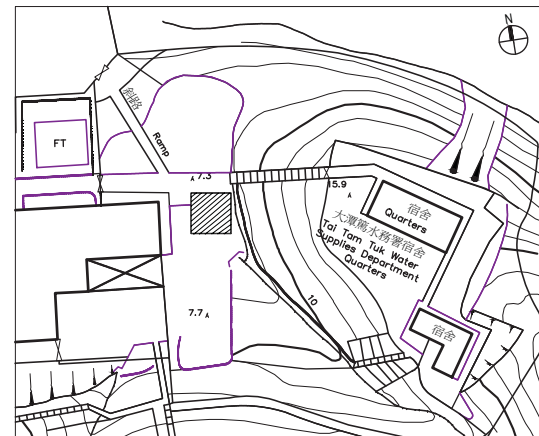 N
斜路
Ramp
FT
7.3
15.9
宿舍
Quarters
大潭篤水務署宿舍
Tai Tam Tuk Water
Supplies Department
Quarters
10
7.7
宿舍